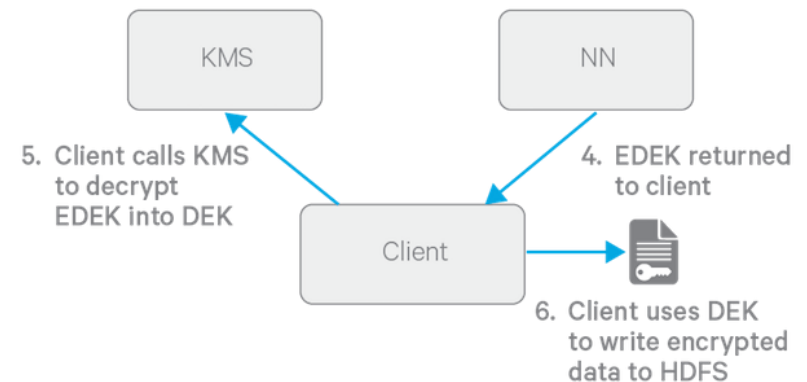 KMS
NN
5. Client calls KMS
to decrypt
EDEK into DEK
4. EDEK returned
to client
Client
6. Client uses DEK
to write encrypted
data to HDFS